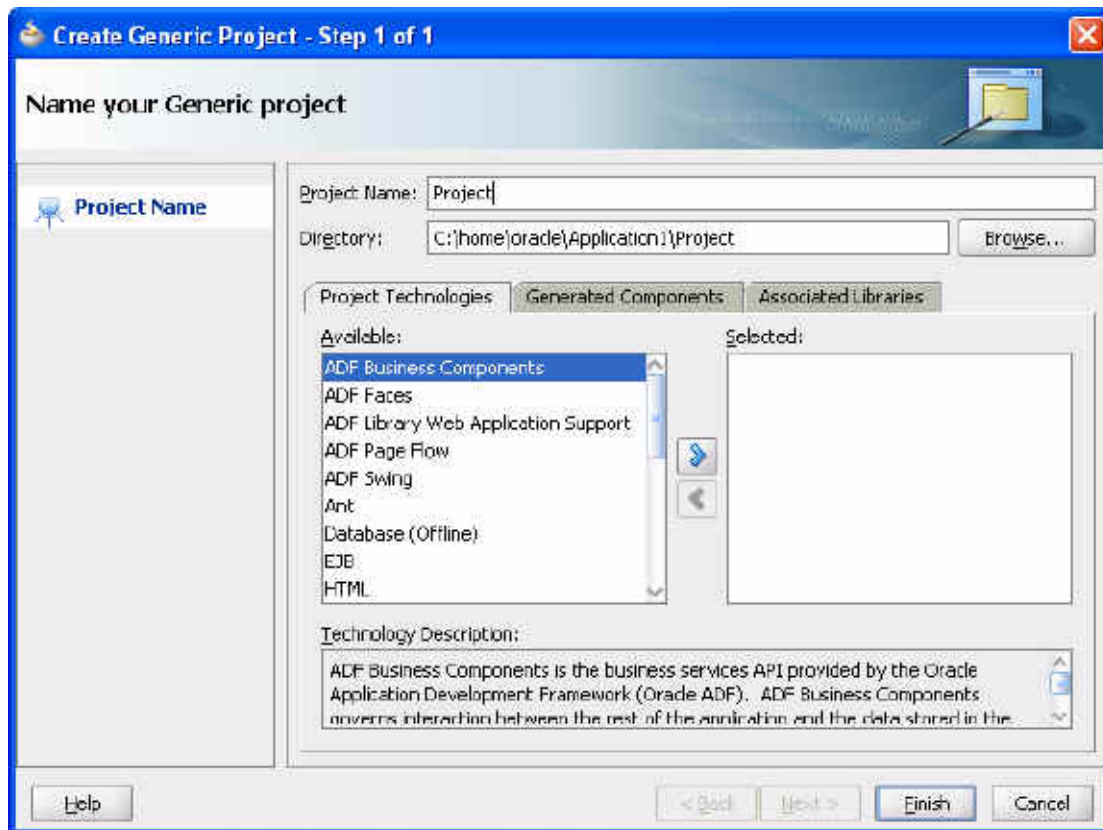 Create Generic Project - Step 1 of 1
Name your Generic project
Project Name
Project Name: Project
Directory: C:\home\oracle\Application1\Project Browse...
Project Technologies Generated Components Associated Libraries
Available: Selected:
ADF Business Components
ADF Faces
ADF Library Web Application Support
ADF Page Flow
ADF Swing
Ant
Database (Offline)
EJB
HTML
Technology Description:
ADF Business Components is the business services API provided by the Oracle
Application Development Framework (Oracle ADF). ADF Business Components
governs interaction between the rest of the application and the data stored in the
Help < Back Next > Finish Cancel